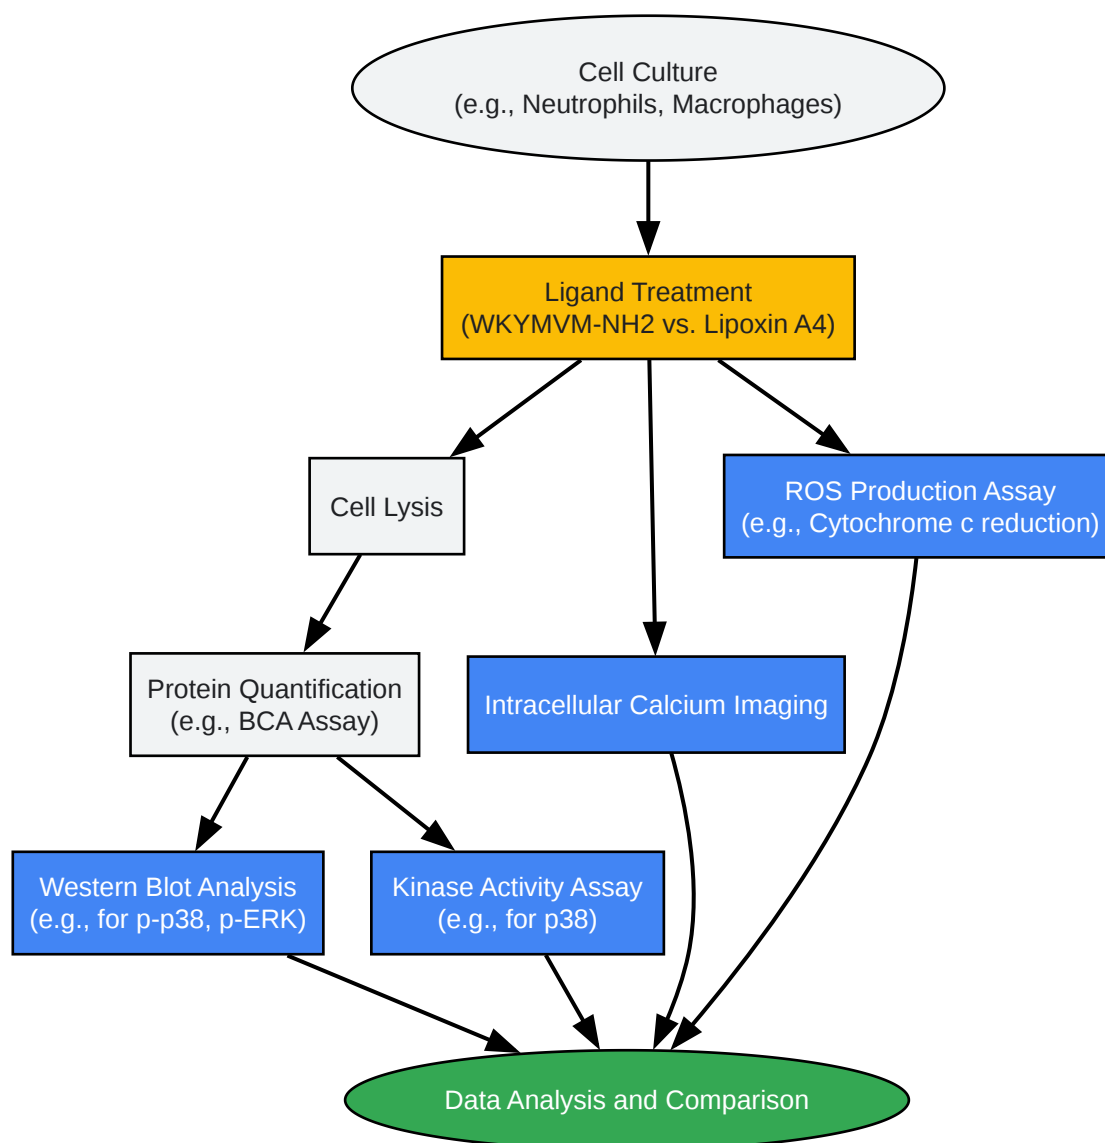 Cell Culture
(e.g., Neutrophils, Macrophages)
Ligand Treatment
(WKYMVM-NH2 vs. Lipoxin A4)
Cell Lysis
ROS Production Assay
(e.g., Cytochrome c reduction)
Protein Quantification
(e.g., BCA Assay)
Intracellular Calcium Imaging
Western Blot Analysis
(e.g., for p-p38, p-ERK)
Kinase Activity Assay
(e.g., for p38)
Data Analysis and Comparison